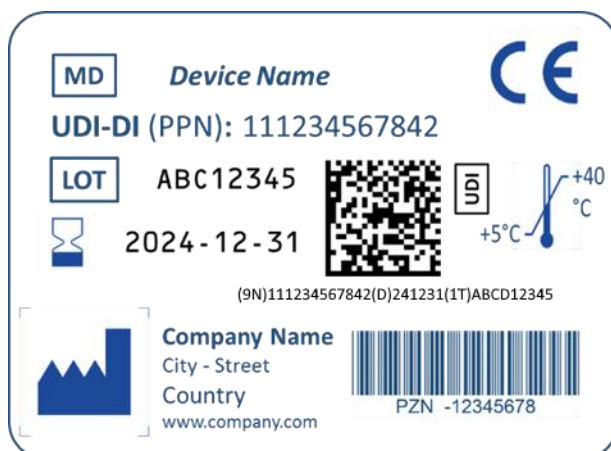 MD Device Name CE
UDI-DI (PPN): 111234567842
LOT ABC12345 UDI
+40
°C
+5°C
2024-12-31
(9N)111234567842(D)241231(1T)ABCD12345
Company Name
City - Street
Country
www.company.com
PZN -12345678